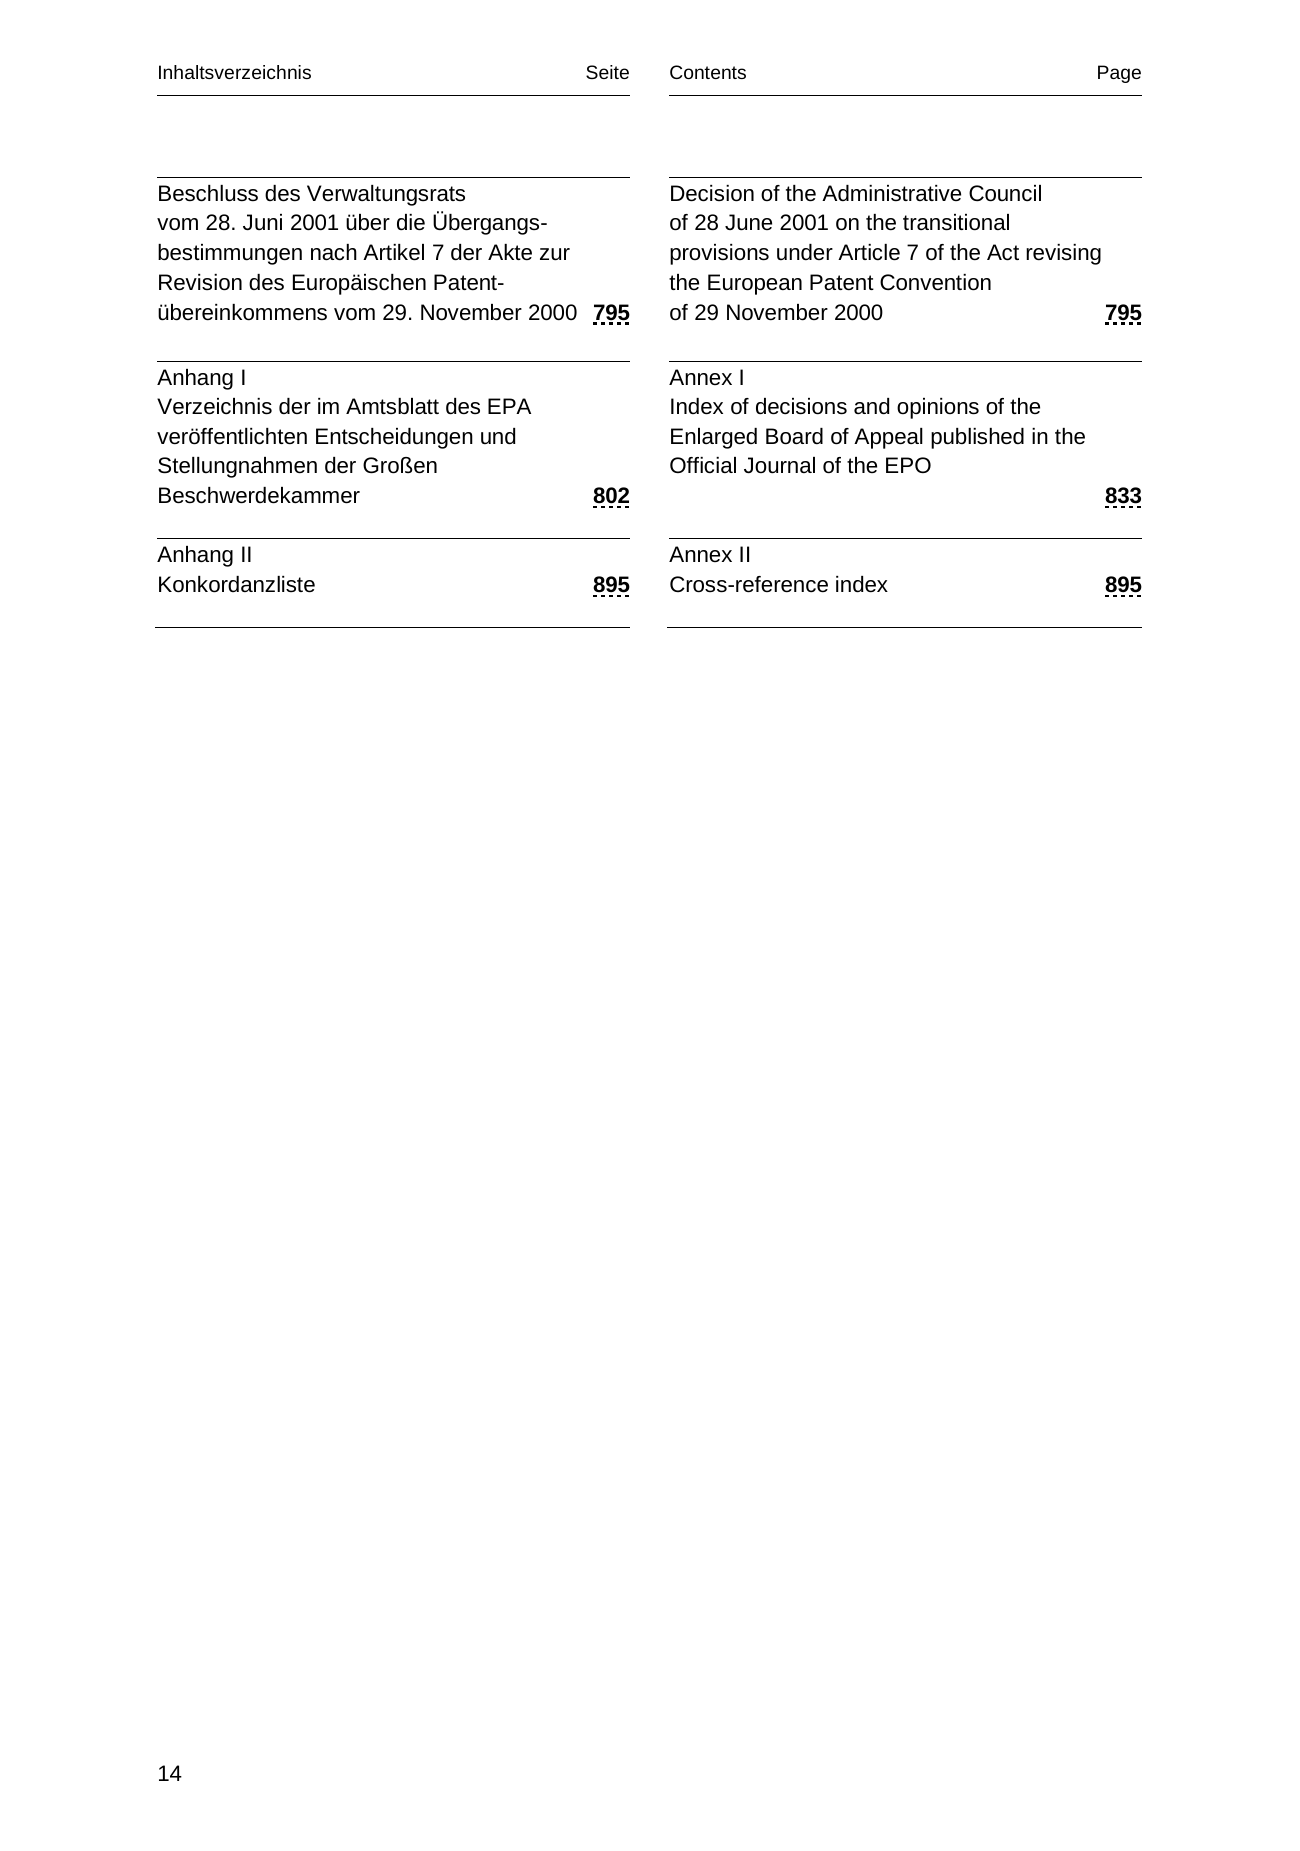 Inhaltsverzeichnis Seite
Beschluss des Verwaltungsrats
vom 28. Juni 2001 über die Übergangs-
bestimmungen nach Artikel 7 der Akte zur
Revision des Europäischen Patent-
übereinkommens vom 29. November 2000 795
Anhang I
Verzeichnis der im Amtsblatt des EPA
veröffentlichten Entscheidungen und
Stellungnahmen der Großen
Beschwerdekammer 802
Anhang II
Konkordanzliste 895
Contents Page
Decision of the Administrative Council
of 28 June 2001 on the transitional
provisions under Article 7 of the Act revising
the European Patent Convention
of 29 November 2000 795
Annex I
Index of decisions and opinions of the
Enlarged Board of Appeal published in the
Official Journal of the EPO
833
Annex II
Cross-reference index 895
14